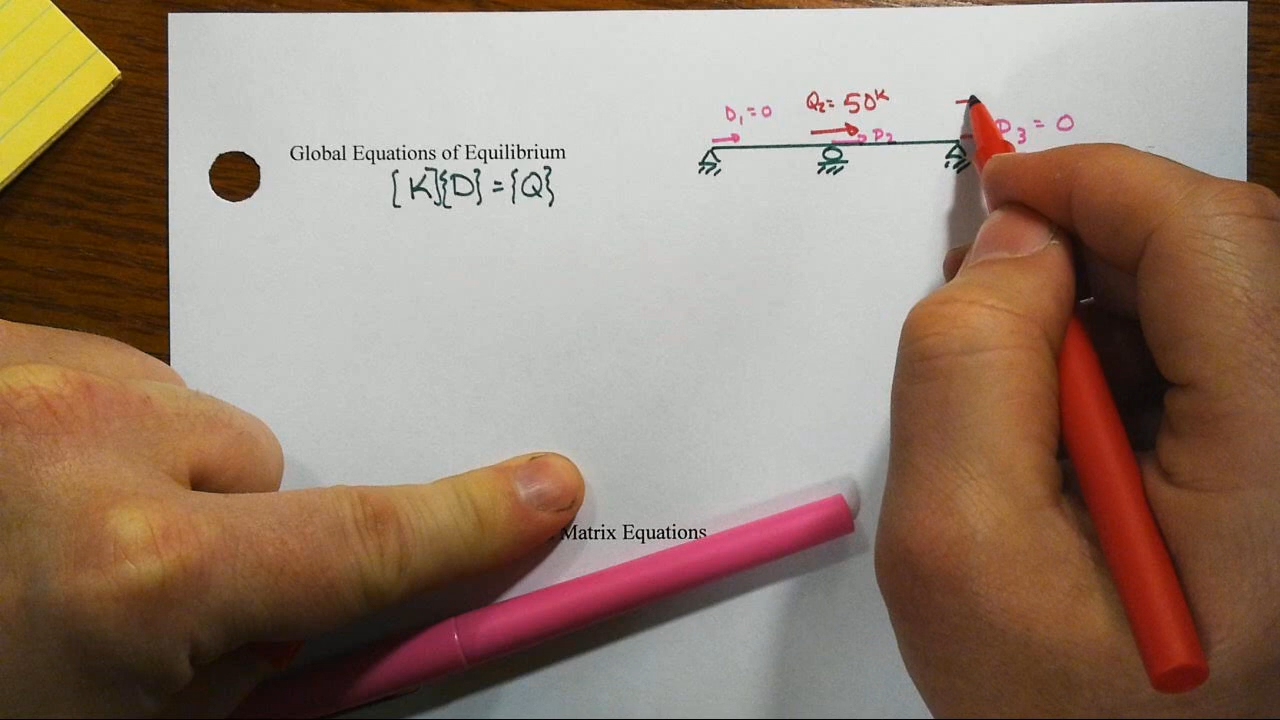 D₁ = 0
Q₂ = 50ᵏ
D₂
D₃ = 0
Global Equations of Equilibrium
[K]{D} = {Q}
Matrix Equations